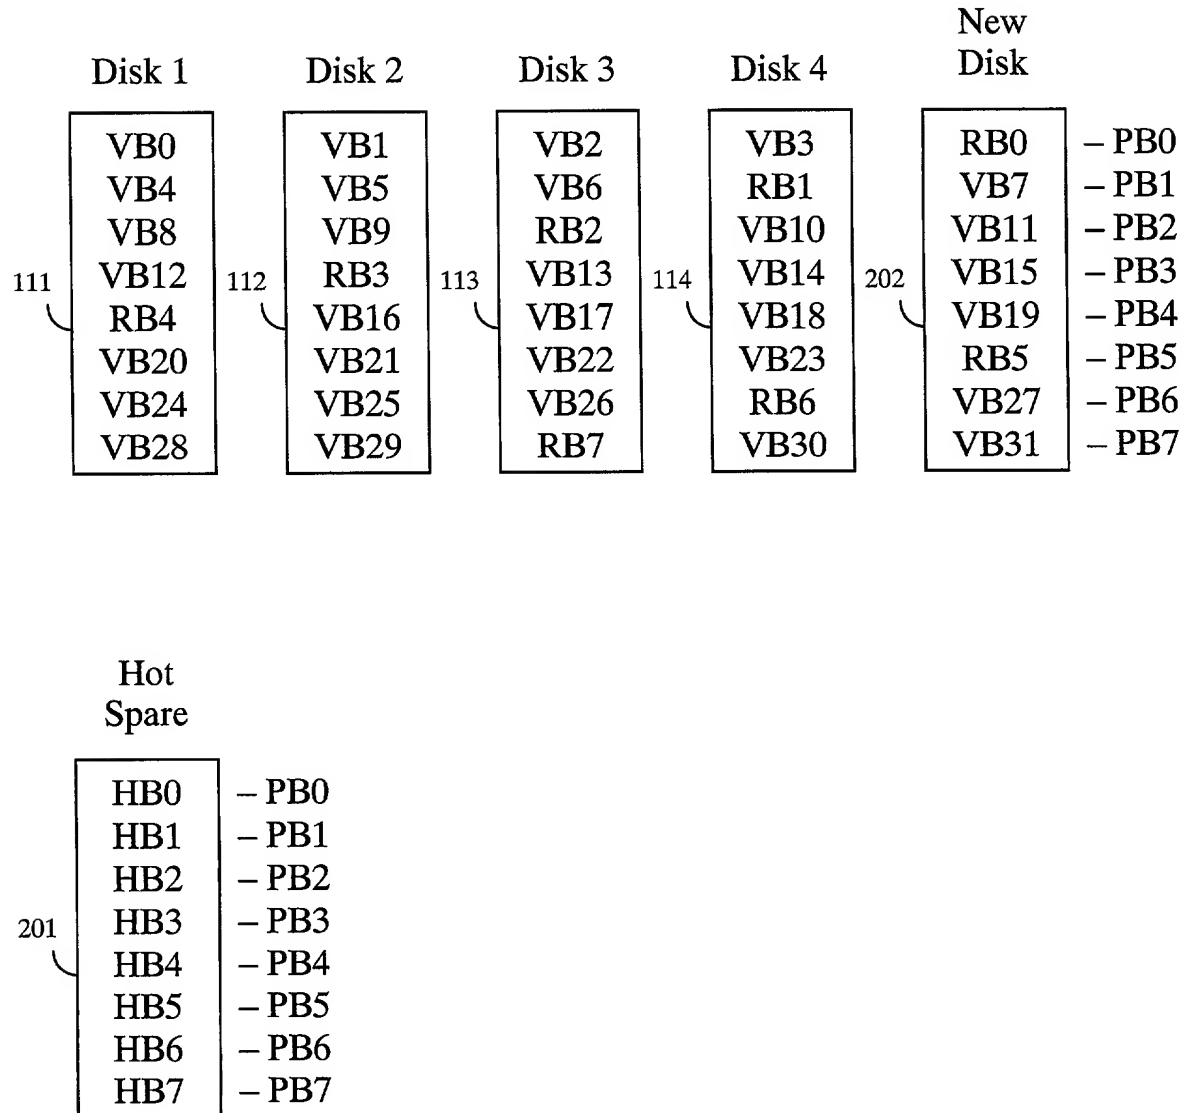 New
Disk 1 Disk 2 Disk 3 Disk 4 Disk
VB0 VB1 VB2 VB3 RB0 – PB0
VB4 VB5 VB6 RB1 VB7 – PB1
VB8 VB9 RB2 VB10 VB11 – PB2
111 VB12 112 RB3 113 VB13 114 VB14 202 VB15 – PB3
RB4 VB16 VB17 VB18 VB19 – PB4
VB20 VB21 VB22 VB23 RB5 – PB5
VB24 VB25 VB26 RB6 VB27 – PB6
VB28 VB29 RB7 VB30 VB31 – PB7
Hot
Spare
HB0 – PB0
HB1 – PB1
HB2 – PB2
201 HB3 – PB3
HB4 – PB4
HB5 – PB5
HB6 – PB6
HB7 – PB7